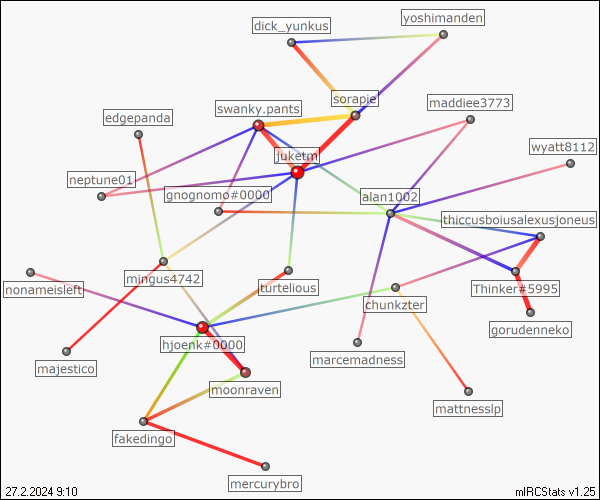 yoshimanden
dick_yunkus
sorapje
maddiee3773
swanky.pants
edgepanda
wyatt8112
juketm
neptune01
gnognomo#0000
alan1002
thiccusboiusalexusjoneus
mingus4742
nonameisleft
turtelious
Thinker#5995
chunkzter
gorudenneko
hjoenk#0000
marcemadness
majestico
moonraven
mattnesslp
fakedingo
mercurybro
27.2.2024 9:10
mIRCStats v1.25